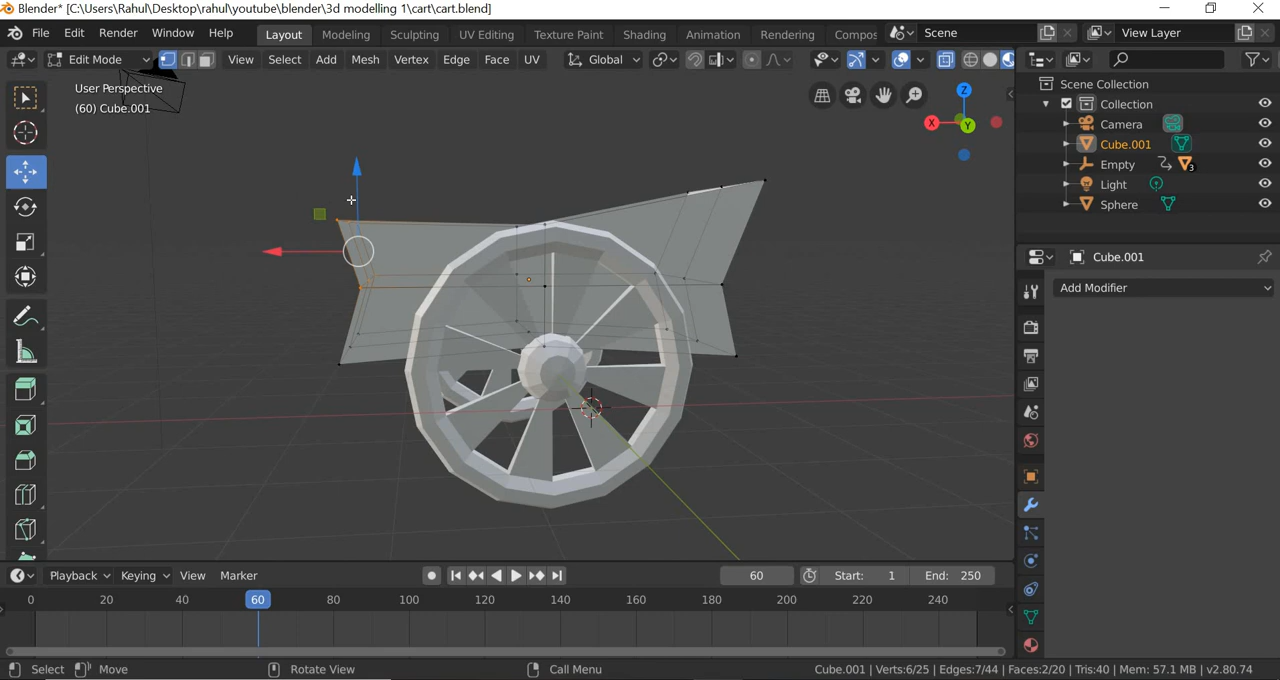 Blender* [C:\Users\Rahul\Desktop\rahul\youtube\blender\3d modelling 1\cart\cart.blend]
File Edit Render Window Help Layout Modeling Sculpting UV Editing Texture Paint Shading Animation Rendering Compos Scene View Layer
Edit Mode View Select Add Mesh Vertex Edge Face UV Global
User Perspective
(60) Cube.001
Z
X
Y
Scene Collection
Collection
Camera
Cube.001
Empty 3
Light
Sphere
Cube.001
Add Modifier
Playback Keying View Marker 60 Start: 1 End: 250
0 20 40 60 80 100 120 140 160 180 200 220 240
Select Move Rotate View Call Menu Cube.001 | Verts:6/25 | Edges:7/44 | Faces:2/20 | Tris:40 | Mem: 57.1 MB | v2.80.74